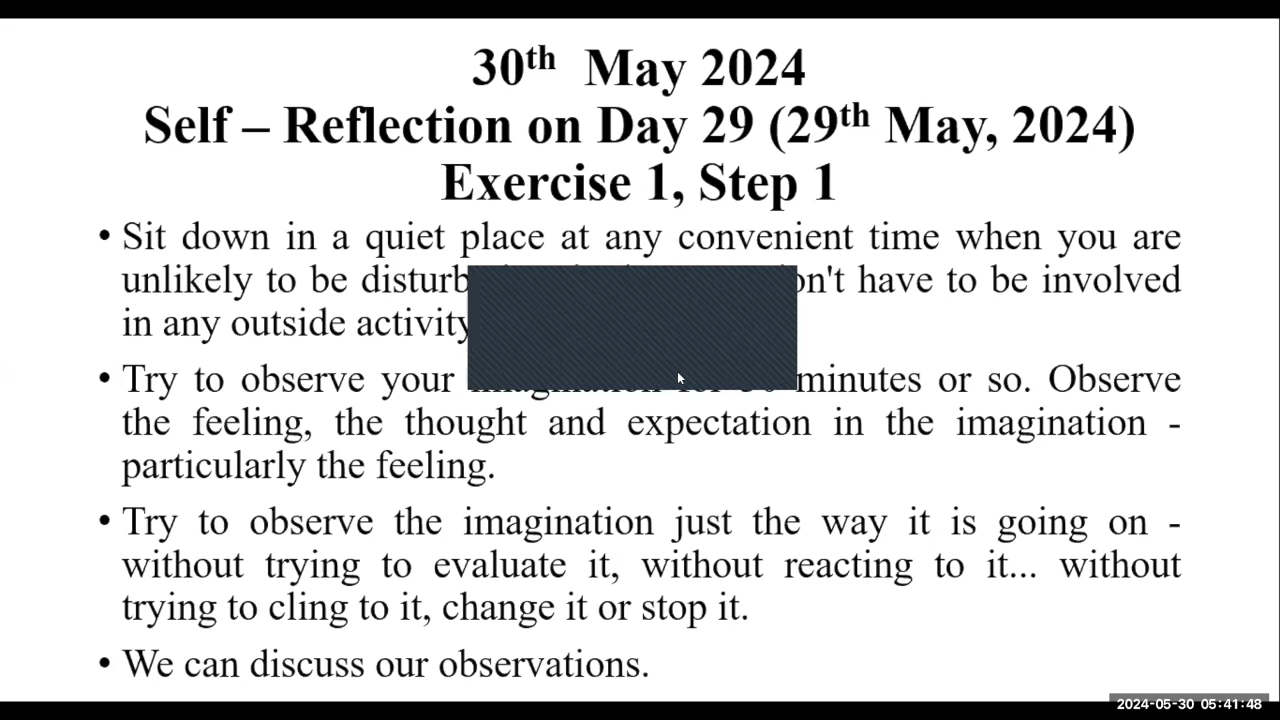 30th May 2024
Self – Reflection on Day 29 (29th May, 2024)
Exercise 1, Step 1
• Sit down in a quiet place at any convenient time when you are
unlikely to be on't have to be involved
in any outside activity
• Try to observe your imagination for 30 minutes or so. Observe
the feeling, the thought and expectation in the imagination -
particularly the feeling.
• Try to observe the imagination just the way it is going on -
without trying to evaluate it, without reacting to it... without
trying to cling to it, change it or stop it.
• We can discuss our observations.
2024-05-30 05:41:48